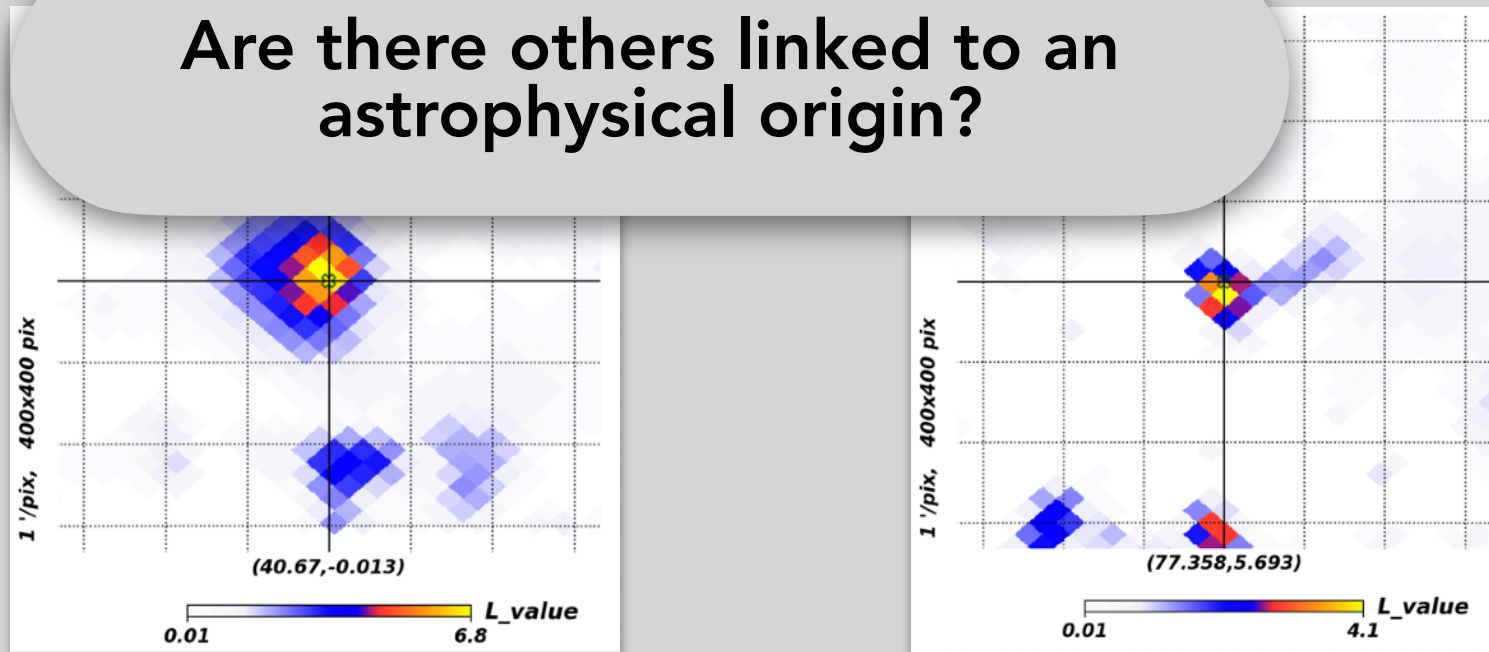 Are there others linked to an
astrophysical origin?
1 '/pix, 400x400 pix
(40.67,-0.013)
L_value
0.01 6.8
1 '/pix, 400x400 pix
(77.358,5.693)
L_value
0.01 4.1